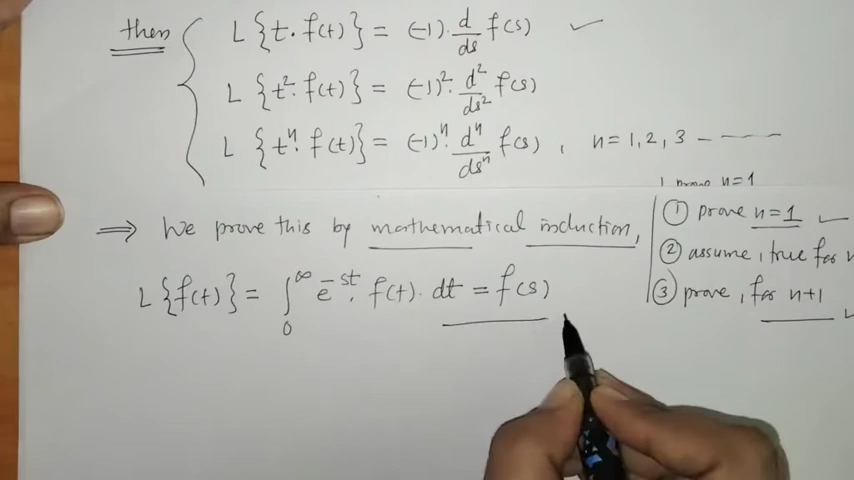 then L{t. f(t)} = (-1). d/ds f(s) ✓
L{t². f(t)} = (-1)². d²/ds² f(s)
L{tⁿ. f(t)} = (-1)ⁿ. dⁿ/dsⁿ f(s), n=1,2,3 ----
n=1
⇒ We prove this by mathematical induction,
L{f(t)} = ∫₀^∞ e^-st. f(t). dt = f(s)
① prove n=1 ✓
② assume, true for n
③ prove, for n+1 ✓